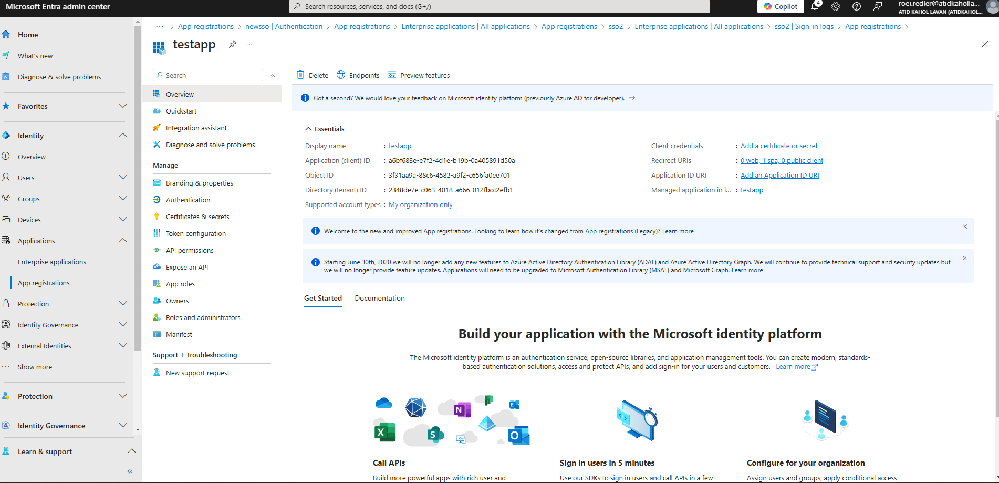 Microsoft Entra admin center
Search resources, services, and docs (G+/)
Copilot
4
roei.redler@atidkaholla...
ATID KAHOL LAVAN (ATIDKAHOL...
Home
What's new
Diagnose & solve problems
Favorites
Identity
Overview
Users
Groups
Devices
Applications
Enterprise applications
App registrations
Protection
Identity Governance
External Identities
Show more
Protection
Identity Governance
Learn & support
... > App registrations > newsso | Authentication > App registrations > Enterprise applications | All applications > App registrations > sso2 > Enterprise applications | All applications > sso2 | Sign-in logs > App registrations >
testapp
Search
Overview
Quickstart
Integration assistant
Diagnose and solve problems
Manage
Branding & properties
Authentication
Certificates & secrets
Token configuration
API permissions
Expose an API
App roles
Owners
Roles and administrators
Manifest
Support + Troubleshooting
New support request
Delete Endpoints Preview features
Got a second? We would love your feedback on Microsoft identity platform (previously Azure AD for developer). →
Essentials
Display name : testapp
Application (client) ID : a6bf683e-e7f2-4d1e-b19b-0a405891d50a
Object ID : 3f31aa9a-88c6-4582-a9f2-c656fa0ee701
Directory (tenant) ID : 2348de7e-c063-4018-a666-012fbcc2efb1
Supported account types : My organization only
Client credentials : Add a certificate or secret
Redirect URIs : 0 web, 1 spa, 0 public client
Application ID URI : Add an Application ID URI
Managed application in l... : testapp
Welcome to the new and improved App registrations. Looking to learn how it's changed from App registrations (Legacy)? Learn more
Starting June 30th, 2020 we will no longer add any new features to Azure Active Directory Authentication Library (ADAL) and Azure Active Directory Graph. We will continue to provide technical support and security updates but
we will no longer provide feature updates. Applications will need to be upgraded to Microsoft Authentication Library (MSAL) and Microsoft Graph. Learn more
Get Started Documentation
Build your application with the Microsoft identity platform
The Microsoft identity platform is an authentication service, open-source libraries, and application management tools. You can create modern, standards-
based authentication solutions, access and protect APIs, and add sign-in for your users and customers. Learn more
N
E
X
S
O
Call APIs
Build more powerful apps with rich user and
Sign in users in 5 minutes
Use our SDKs to sign in users and call APIs in a few
Configure for your organization
Assign users and groups, apply conditional access